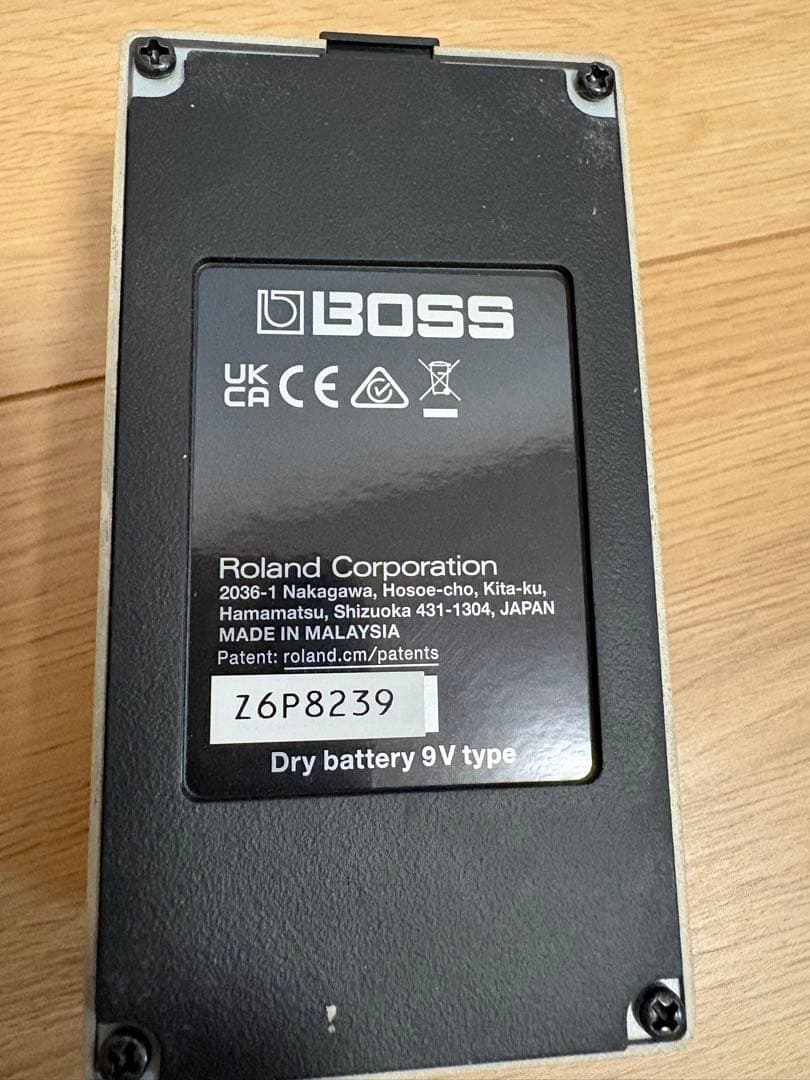 BOSS
UK
CA CE
Roland Corporation
2036-1 Nakagawa, Hosoe-cho, Kita-ku,
Hamamatsu, Shizuoka 431-1304, JAPAN
MADE IN MALAYSIA
Patent: roland.cm/patents
Z6P8239
Dry battery 9V type